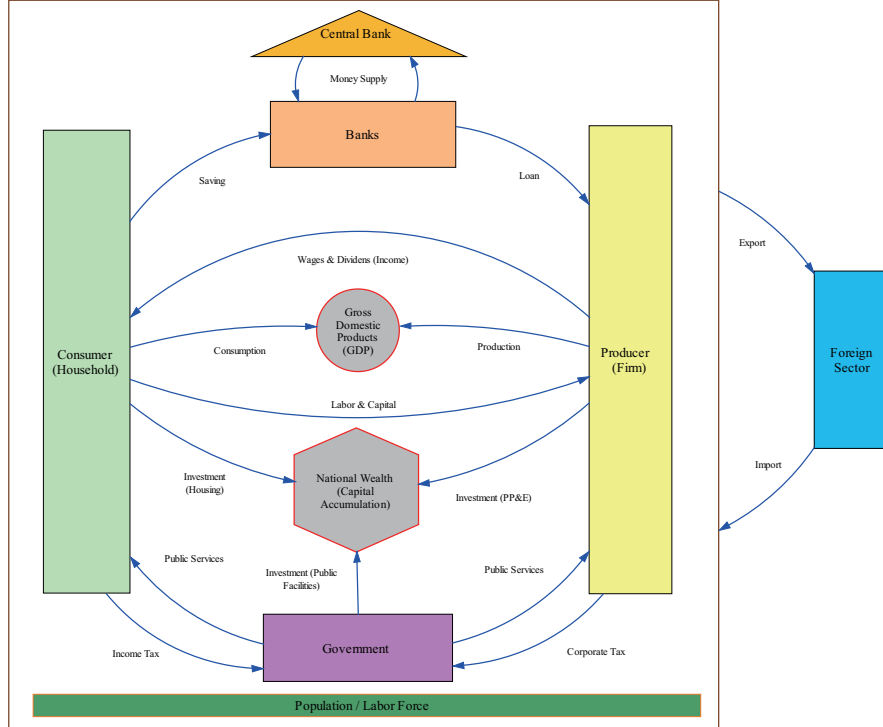 Central Bank
Money Supply
Banks
Saving
Loan
Export
Wages & Dividens (Income)
Gross
Domestic
Products
(GDP)
Consumption
Production
Consumer
(Household)
Producer
(Firm)
Foreign
Sector
Labor & Capital
Investment
(Housing)
National Wealth
(Capital
Accumulation)
Investment (PP&E)
Import
Public Services
Investment (Public
Facilities)
Public Services
Income Tax
Government
Corporate Tax
Population / Labor Force